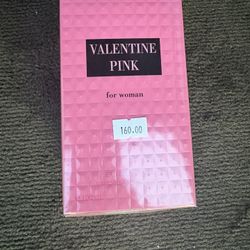 VALENTINE
PINK
for woman
160.00